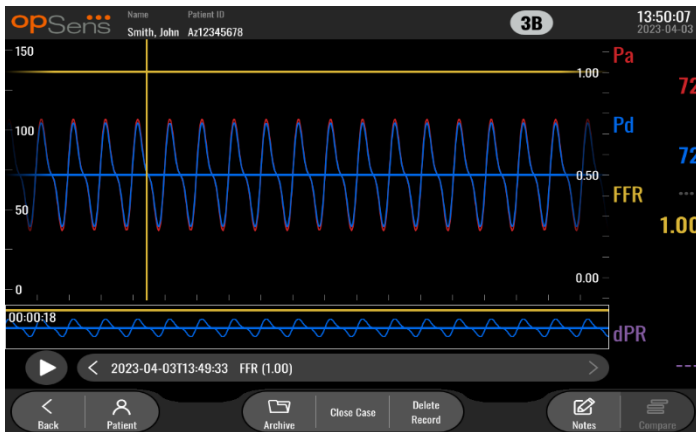 opSens
Name Patient ID
Smith, John Az12345678
3B
13:50:07
2023-04-03
150
100
50
0
1.00
0.50
0.00
Pa
72
Pd
72
FFR ---
1.00
00:00:18
dPR
---
< 2023-04-03T13:49:33 FFR (1.00) >
Back
Patient
Archive
Close Case
Delete
Record
Notes
Compare